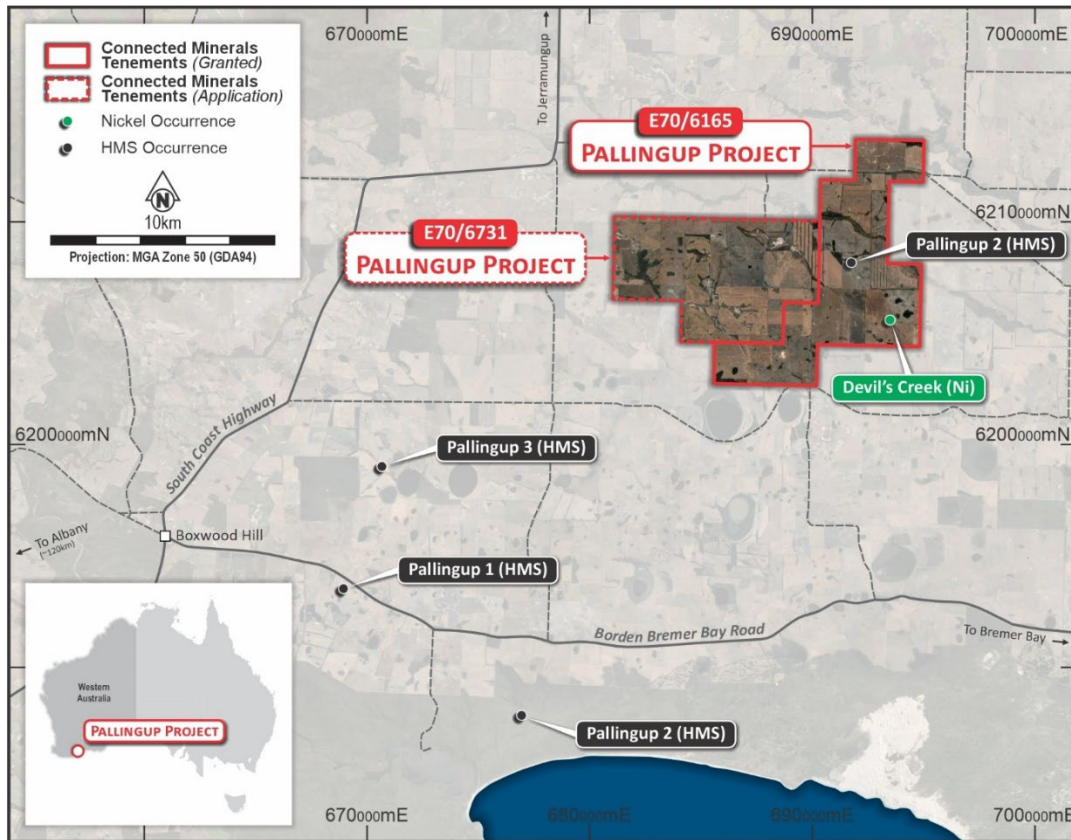 Connected Minerals
Tenements (Granted)
Connected Minerals
Tenements (Application)
Nickel Occurrence
HMS Occurrence
N
10km
Projection: MGA Zone 50 (GDA94)
670000mE
690000mE
700000mE
To Jerramungup
E70/6165
PALLINGUP PROJECT
6210000mN
E70/6731
PALLINGUP PROJECT
Pallingup 2 (HMS)
Devil's Creek (Ni)
South Coast Highway
6200000mN
Pallingup 3 (HMS)
To Albany
(~120km)
Boxwood Hill
Pallingup 1 (HMS)
Borden Bremer Bay Road
To Bremer Bay
Western
Australia
PALLINGUP PROJECT
Pallingup 2 (HMS)
670000mE
680000mE
690000mE
700000mE